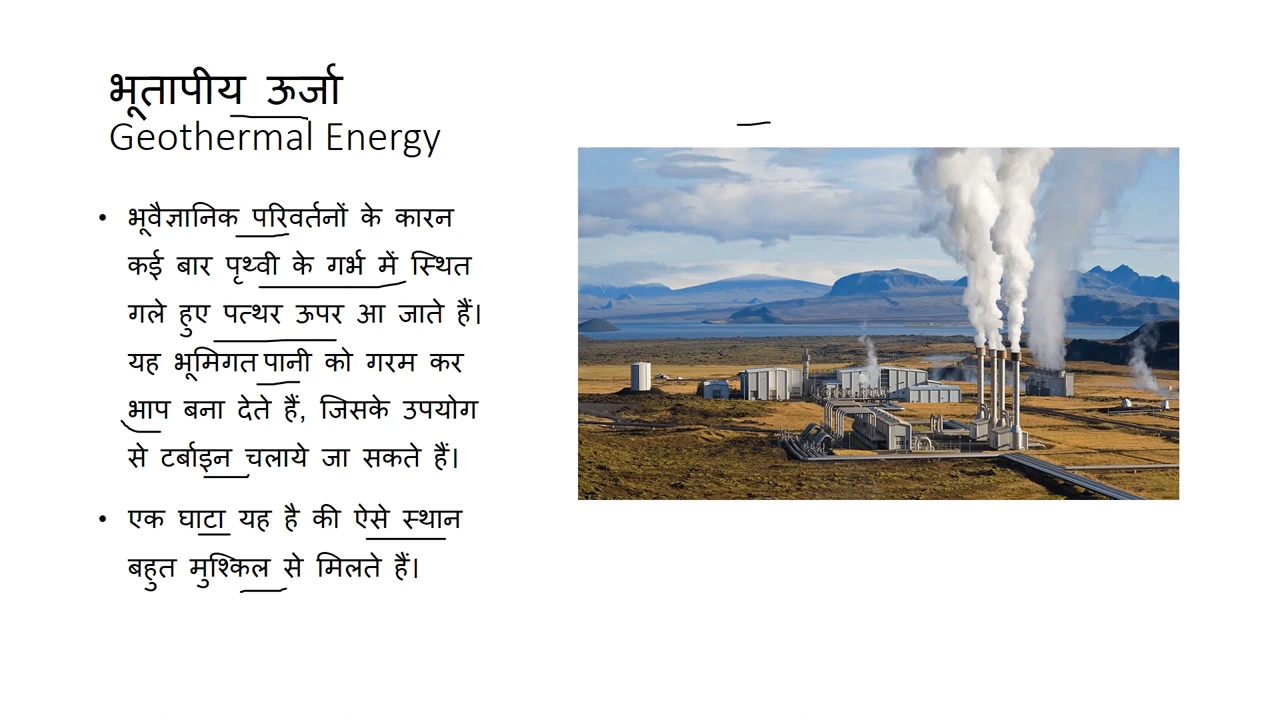 भूतापीय ऊर्जा
Geothermal Energy
• भूवैज्ञानिक परिवर्तनों के कारन
कई बार पृथ्वी के गर्भ में स्थित
गले हुए पत्थर ऊपर आ जाते हैं।
यह भूमिगत पानी को गरम कर
भाप बना देते हैं, जिसके उपयोग
से टर्बाइन चलाये जा सकते हैं।
• एक घाटा यह है की ऐसे स्थान
बहुत मुश्किल से मिलते हैं।